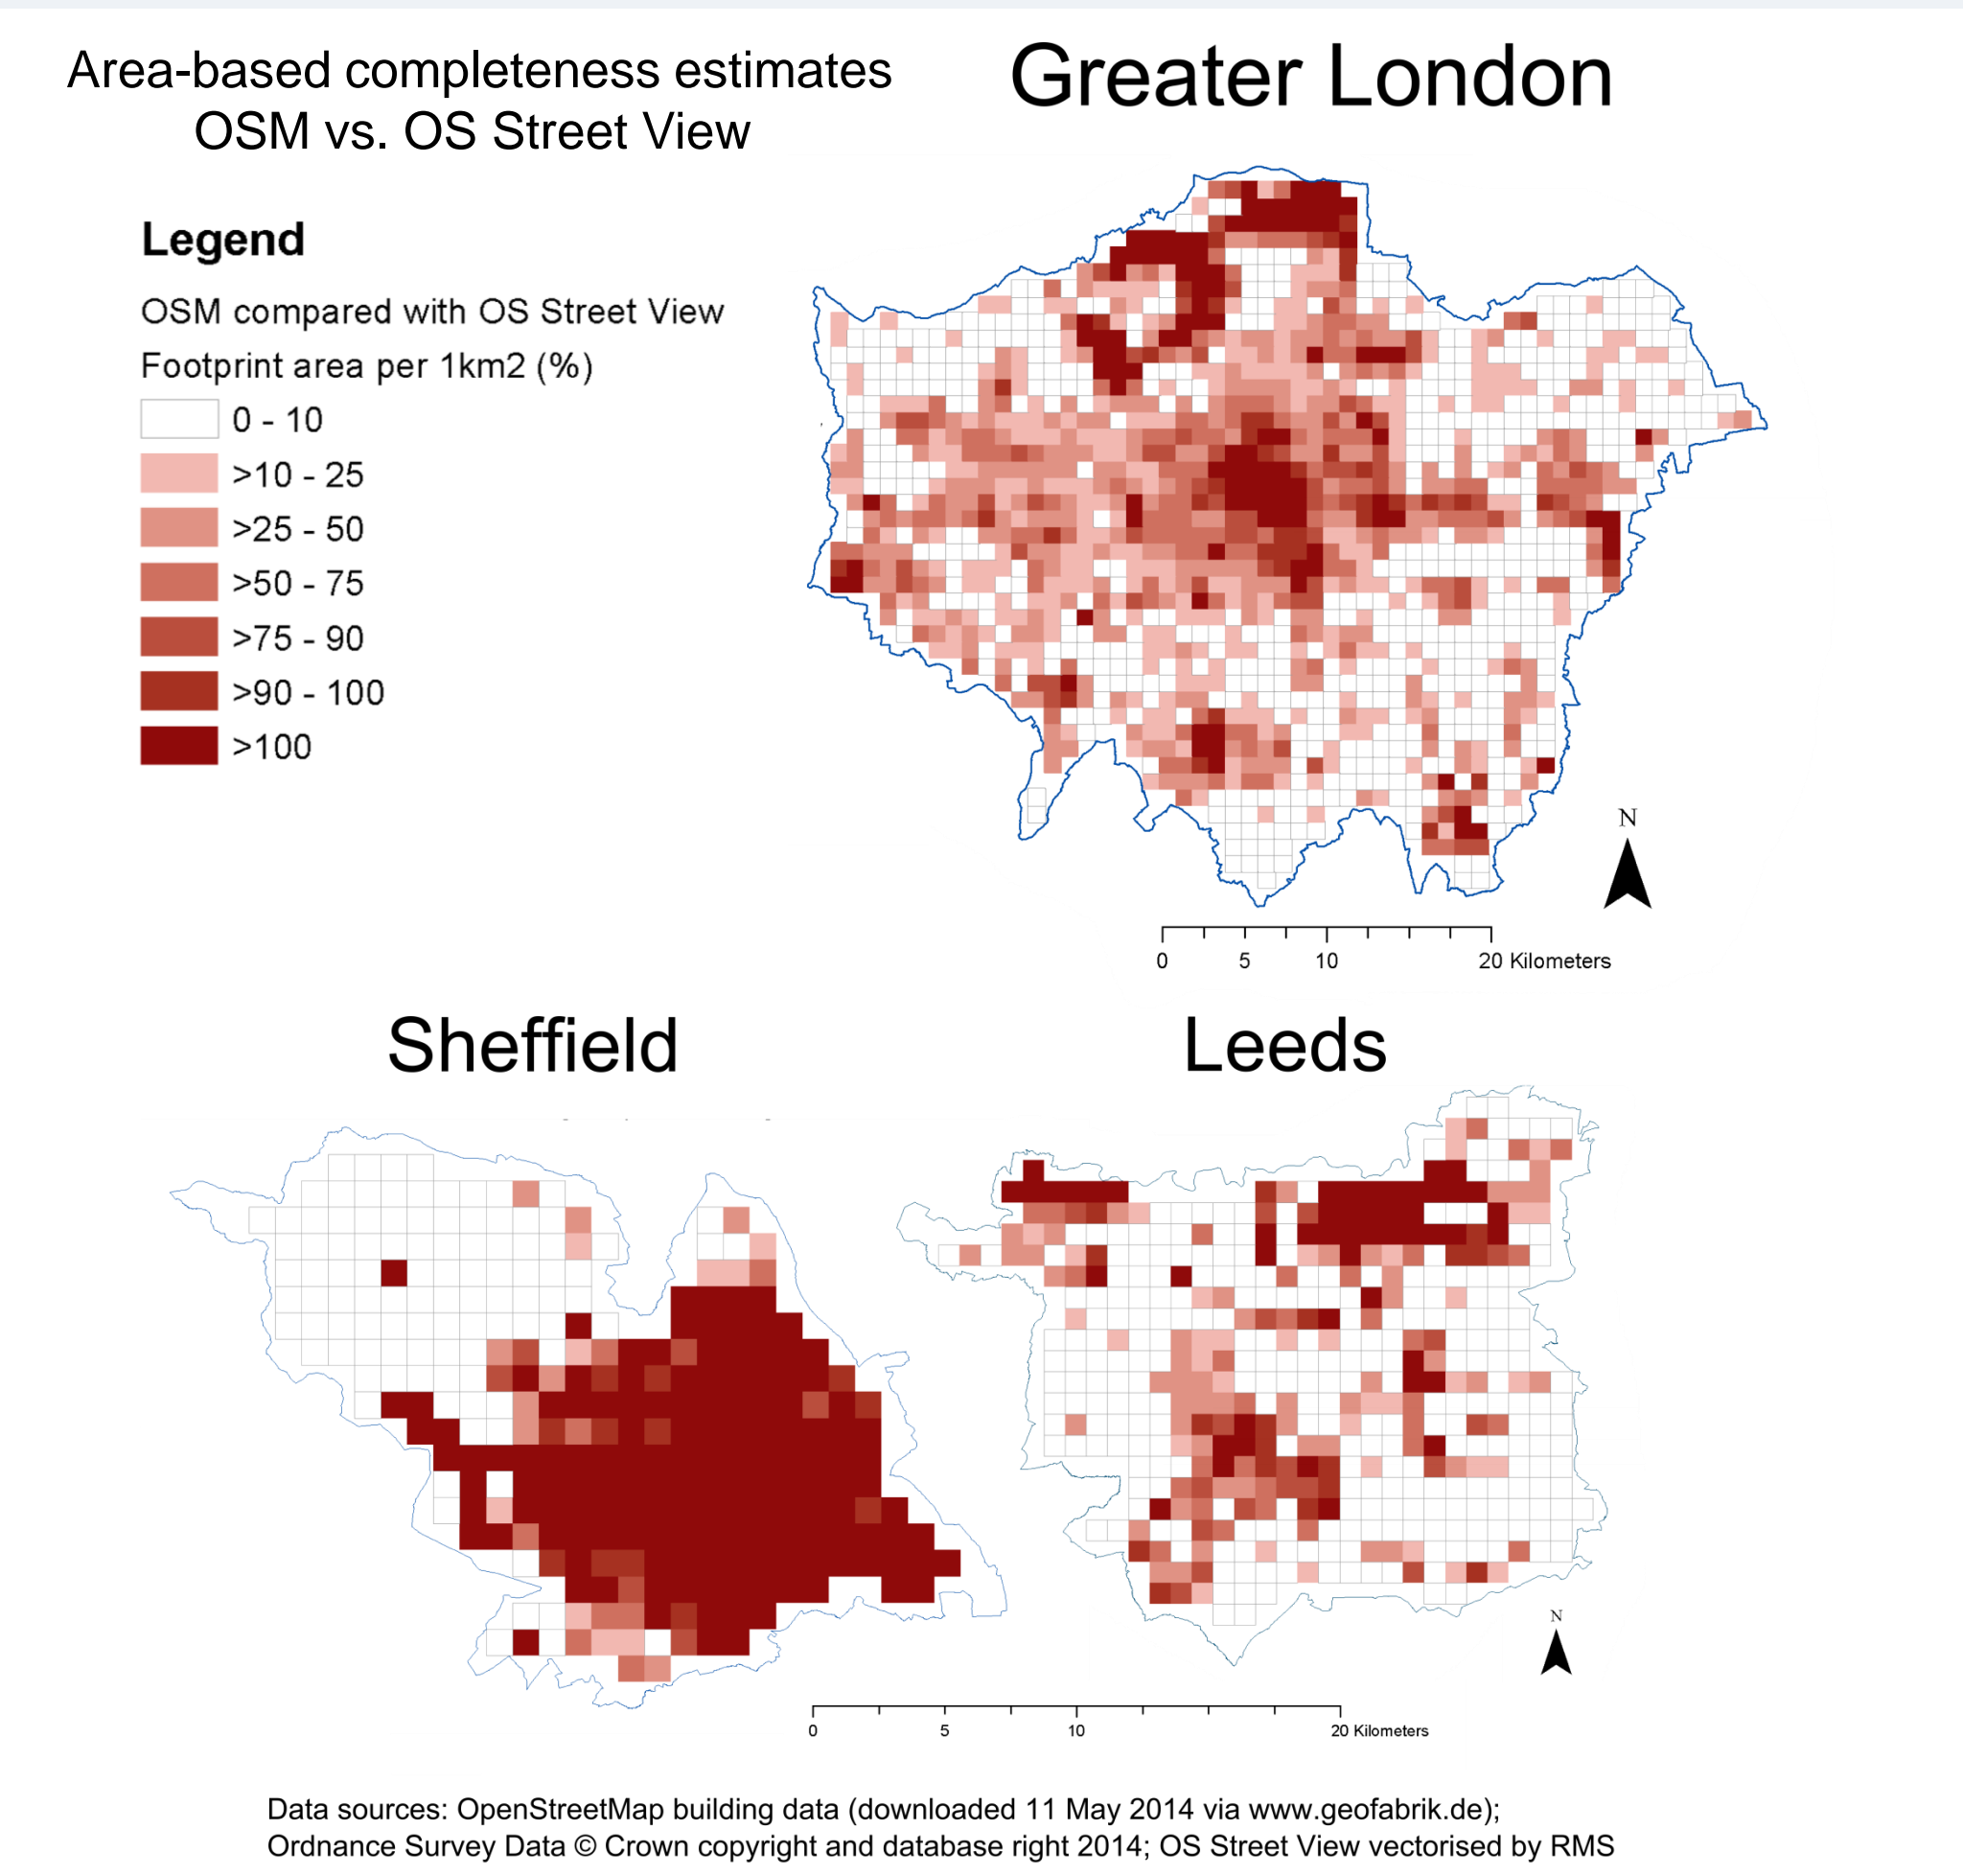 Area-based completeness estimates
OSM vs. OS Street View
Greater London
Legend
OSM compared with OS Street View
Footprint area per 1km2 (%)
0 - 10
>10 - 25
>25 - 50
>50 - 75
>75 - 90
>90 - 100
>100
N
0 5 10 20 Kilometers
Sheffield
Leeds
N
0 5 10 20 Kilometers
Data sources: OpenStreetMap building data (downloaded 11 May 2014 via www.geofabrik.de);
Ordnance Survey Data © Crown copyright and database right 2014; OS Street View vectorised by RMS